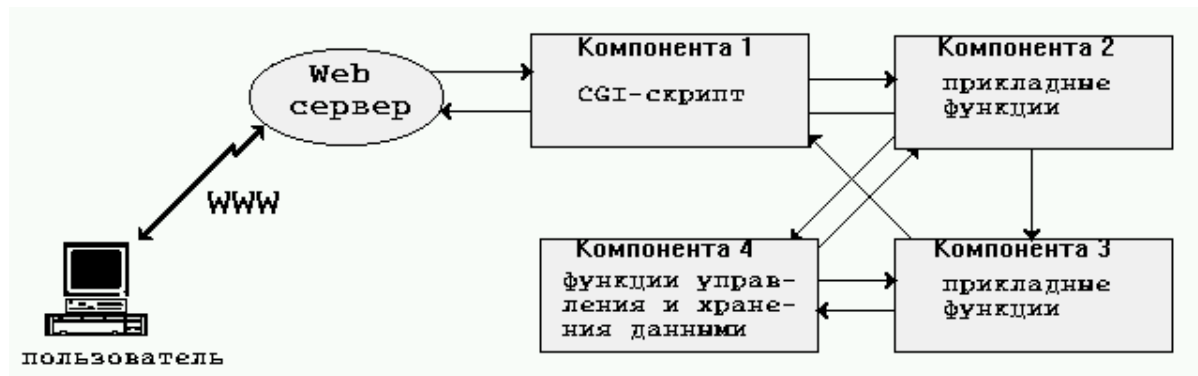 Web
сервер
Компонента 1
CGI-скрипт
Компонента 2
прикладные
функции
WWW
пользователь
Компонента 4
функции управ-
ления и хране-
ния данными
Компонента 3
прикладные
функции